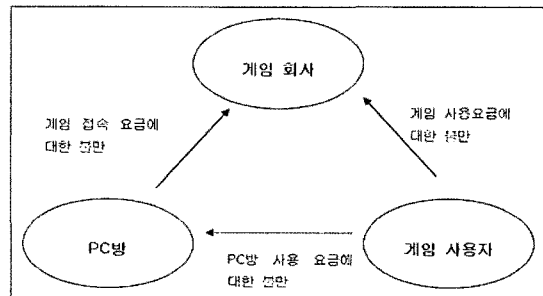 게임 회사
게임 접속 요금에
대한 불만
게임 사용요금에
대한 불만
PC방
게임 사용자
PC방 사용 요금에
대한 불만